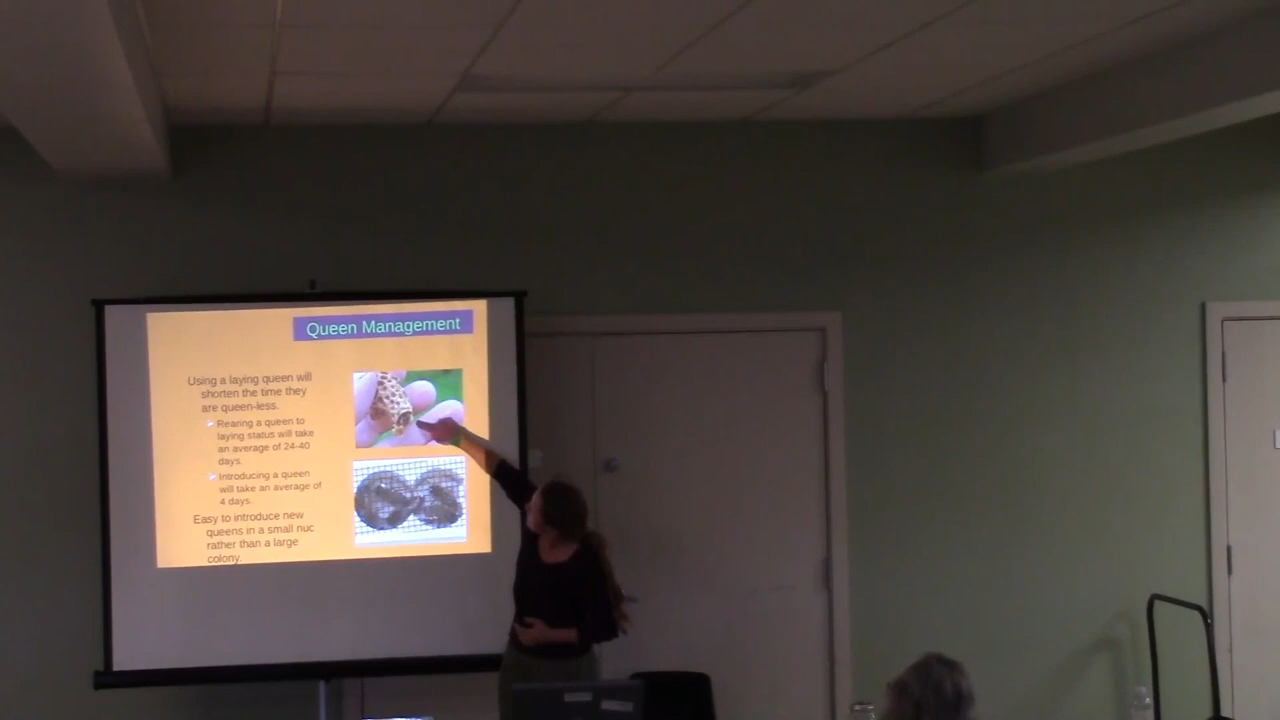 Queen Management
Using a laying queen will
shorten the time they
are queen-less.
Rearing a queen to
laying status will take
an average of 24-40
days.
Introducing a queen
will take an average of
4 days.
Easy to introduce new
queens in a small nuc
rather than a large
colony.